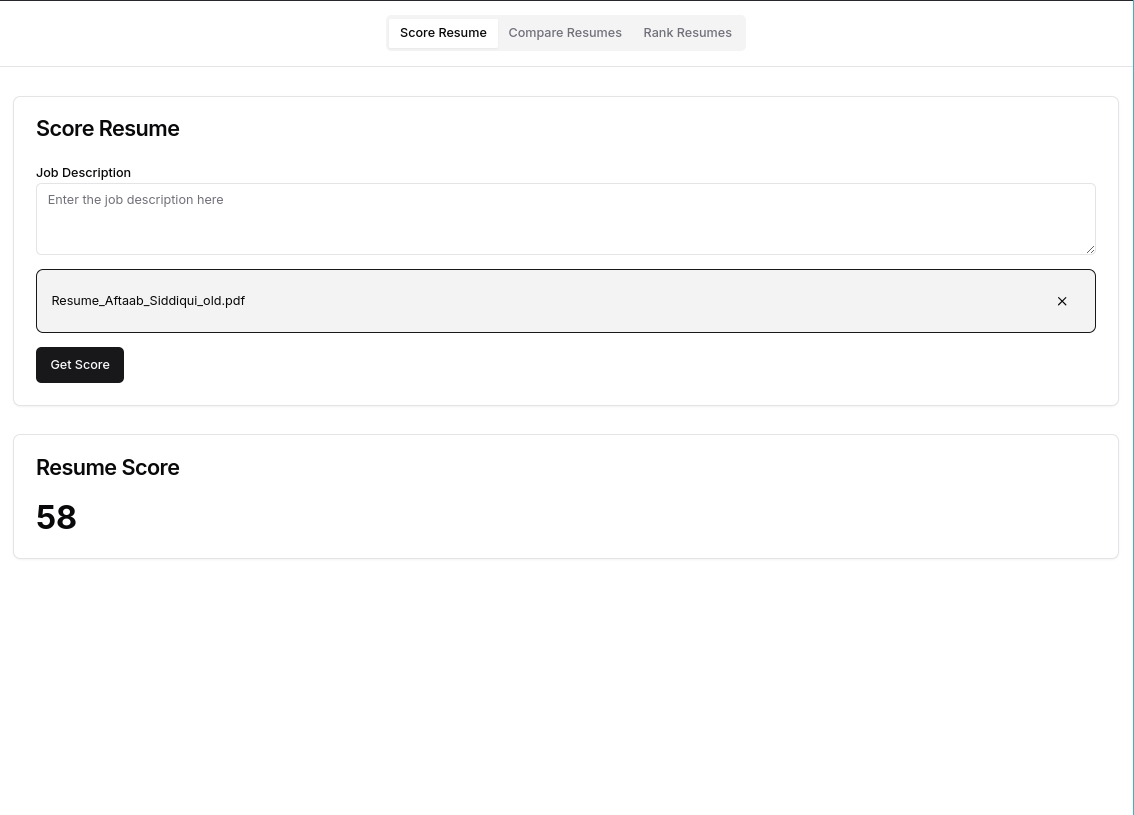 Score Resume Compare Resumes Rank Resumes
Score Resume
Job Description
Enter the job description here
Resume_Aftaab_Siddiqui_old.pdf ×
Get Score
Resume Score
58